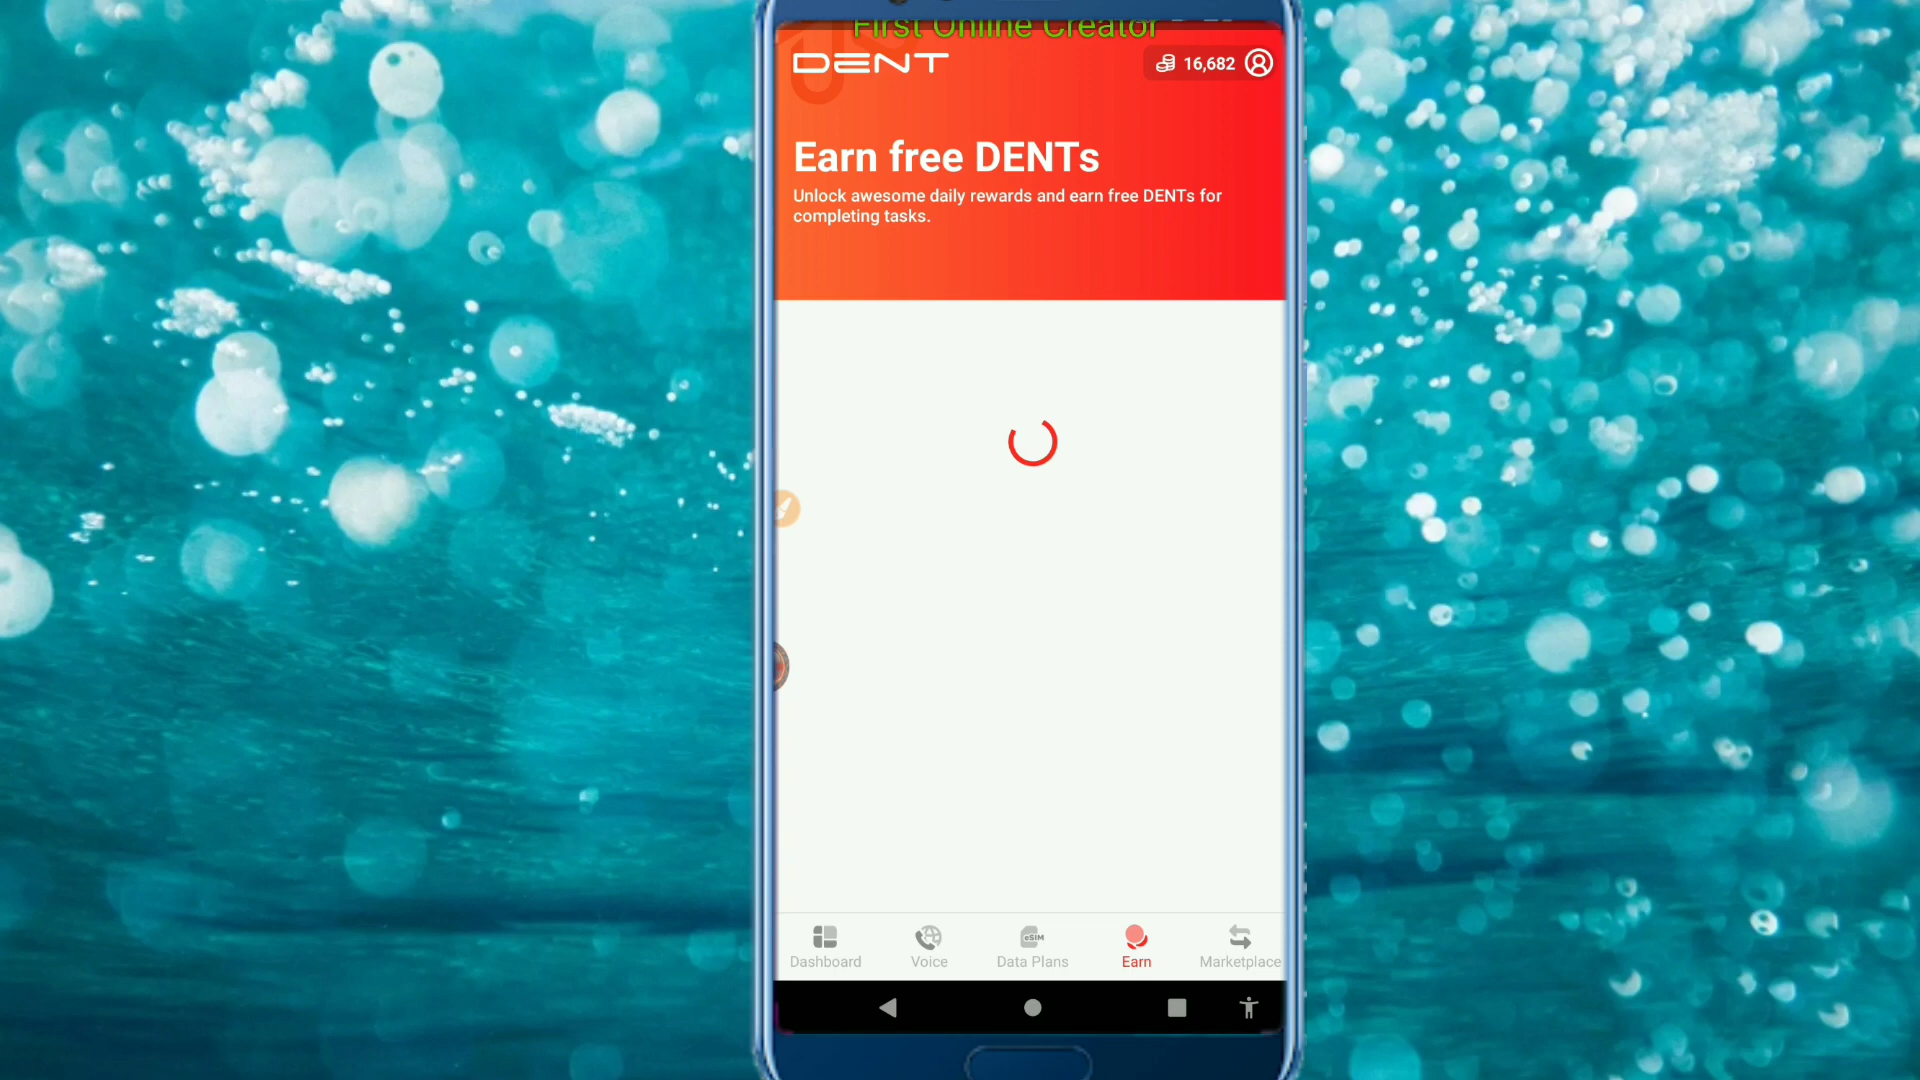 First Online Creator
DENT
16,682
Earn free DENTs
Unlock awesome daily rewards and earn free DENTs for
completing tasks.
eSIM
Dashboard
Voice
Data Plans
Earn
Marketplace